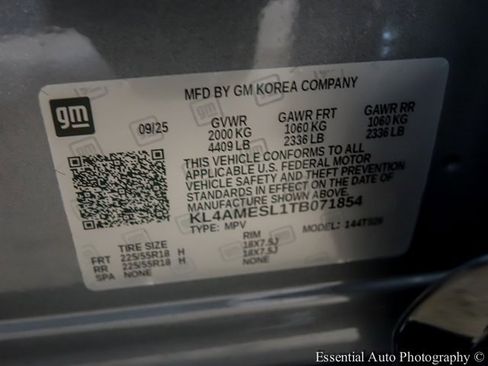 MFD BY GM KOREA COMPANY
gm
09/25
GVWR GAWR FRT GAWR RR
2000 KG 1060 KG 1060 KG
4409 LB 2336 LB 2336 LB
THIS VEHICLE CONFORMS TO ALL
APPLICABLE U.S. FEDERAL MOTOR
VEHICLE SAFETY AND THEFT PREVENTION
STANDARDS IN EFFECT ON THE DATE OF
MANUFACTURE SHOWN ABOVE.
KL4AMESL1TB071854
TYPE: MPV MODEL:
TIRE SIZE RIM
FRT 225/55R18 H 18X7.5J
RR 225/55R18 H 18X7.5J
SPA NONE NONE
Essential Auto Photography ©